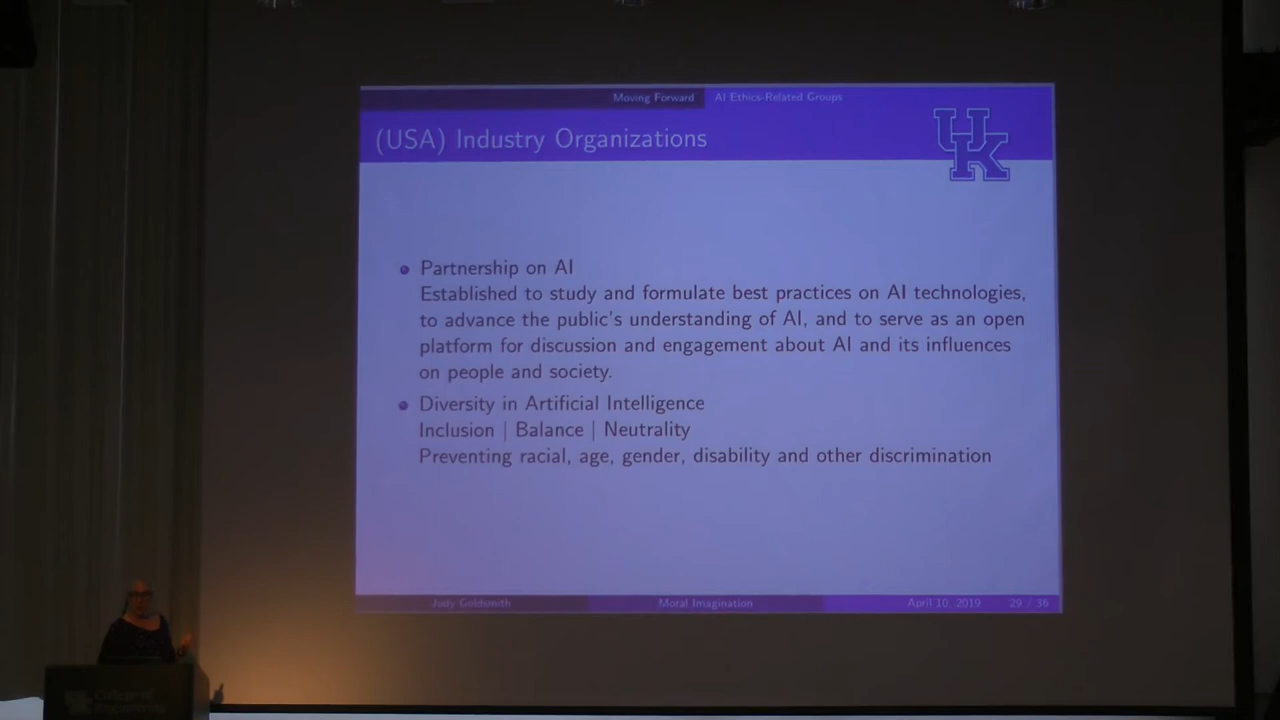 Moving Forward AI Ethics-Related Groups
(USA) Industry Organizations
UK
Partnership on AI
Established to study and formulate best practices on AI technologies,
to advance the public's understanding of AI, and to serve as an open
platform for discussion and engagement about AI and its influences
on people and society.
Diversity in Artificial Intelligence
Inclusion | Balance | Neutrality
Preventing racial, age, gender, disability and other discrimination
Judy Goldsmith Moral Imagination April 10, 2019 29 / 36
College of
Engineering